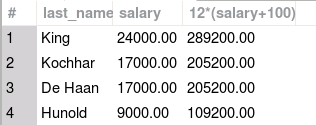 # last_name salary 12*(salary+100)
1 King 24000.00 289200.00
2 Kochhar 17000.00 205200.00
3 De Haan 17000.00 205200.00
4 Hunold 9000.00 109200.00